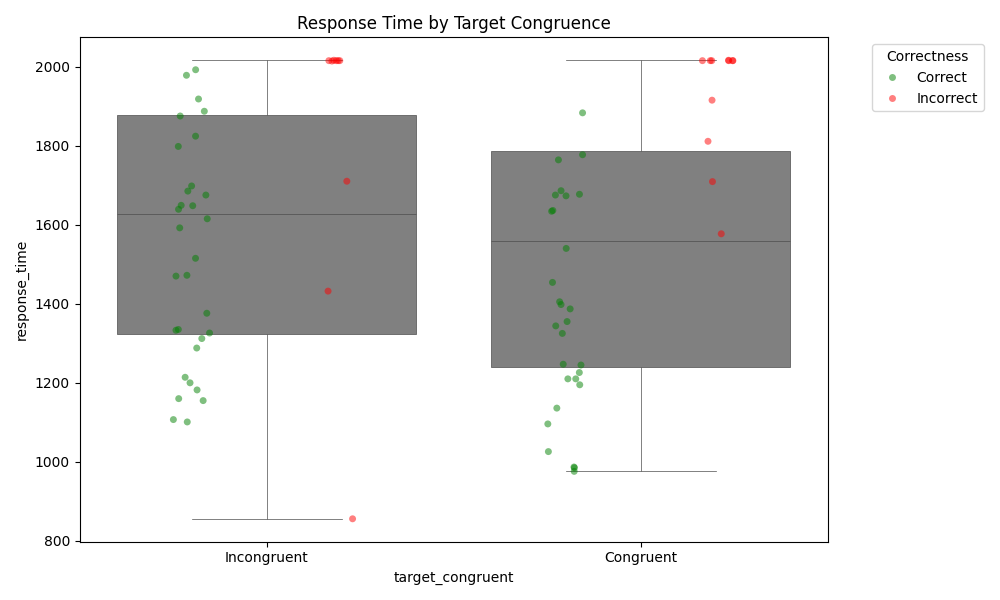 Response Time by Target Congruence
Correctness
Correct
Incorrect
response_time
2000
1800
1600
1400
1200
1000
800
Incongruent
Congruent
target_congruent